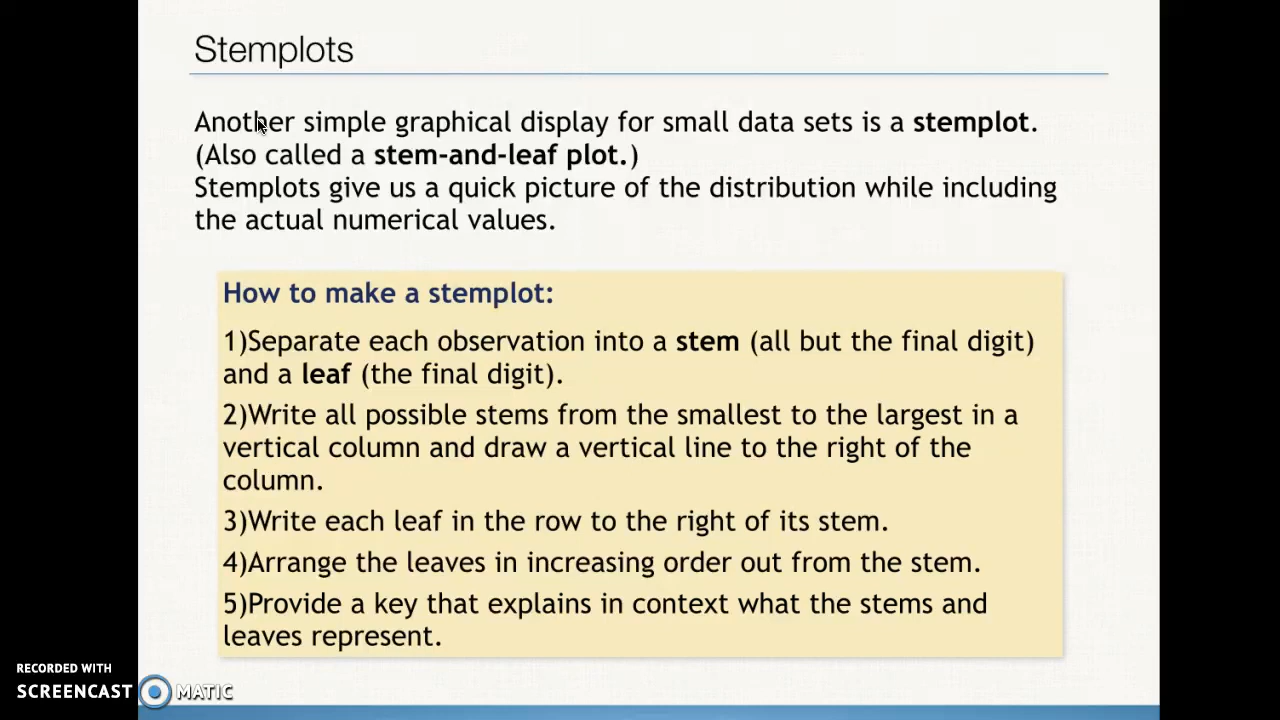 Stemplots
Another simple graphical display for small data sets is a stemplot.
(Also called a stem-and-leaf plot.)
Stemplots give us a quick picture of the distribution while including
the actual numerical values.
How to make a stemplot:
1)Separate each observation into a stem (all but the final digit)
and a leaf (the final digit).
2)Write all possible stems from the smallest to the largest in a
vertical column and draw a vertical line to the right of the
column.
3)Write each leaf in the row to the right of its stem.
4)Arrange the leaves in increasing order out from the stem.
5)Provide a key that explains in context what the stems and
leaves represent.
RECORDED WITH
SCREENCAST MATIC